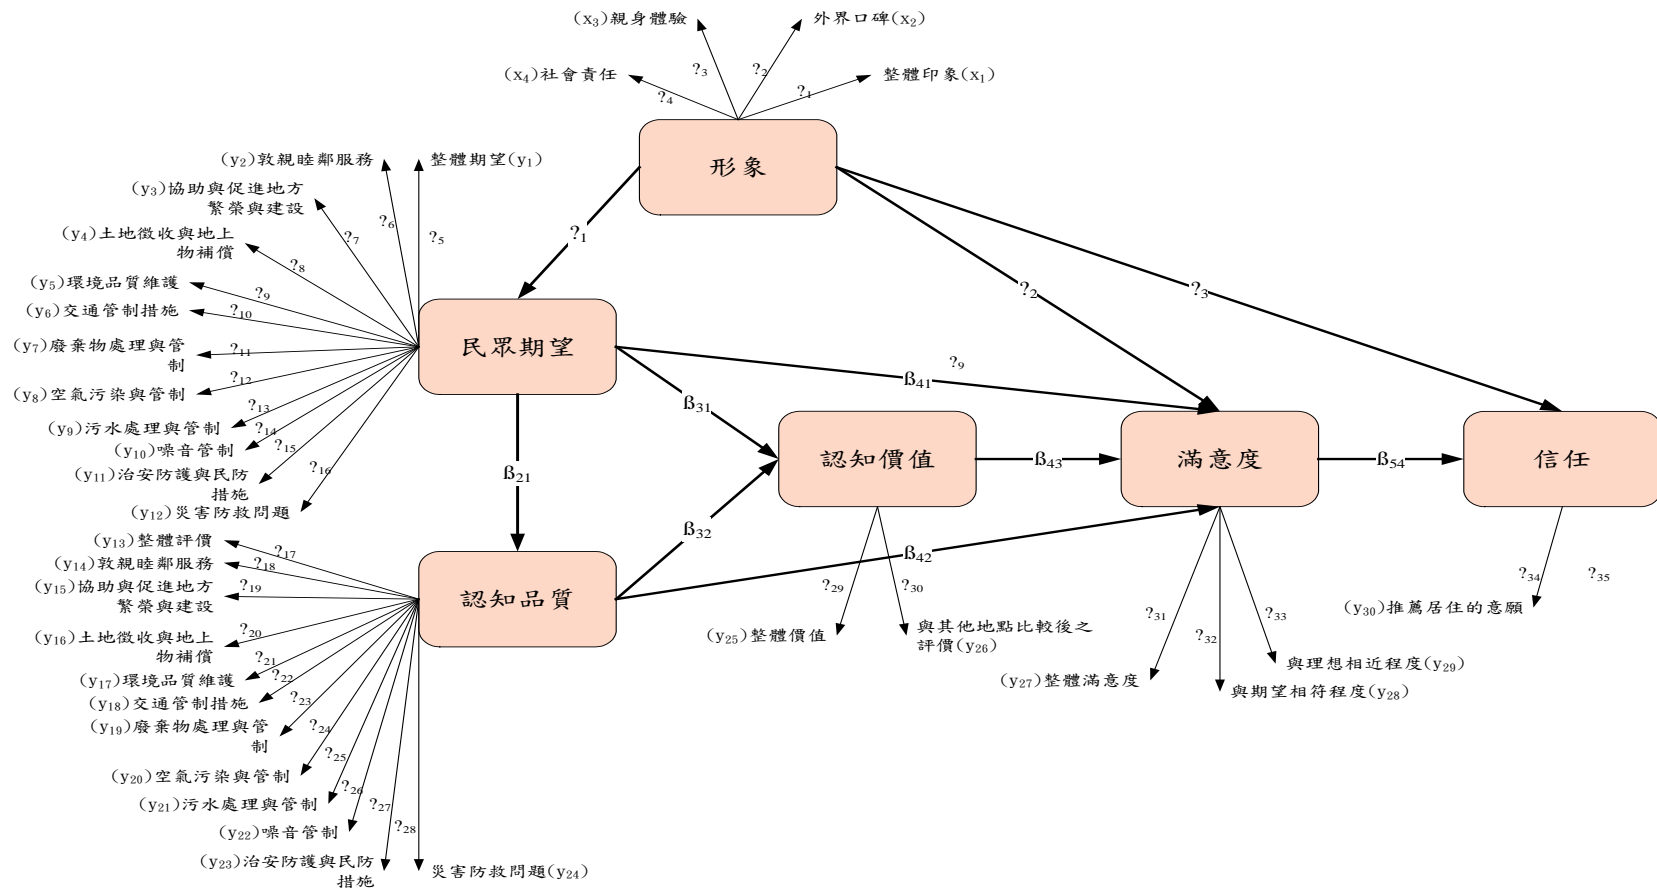 (x₃)親身體驗
外界口碑(x₂)
(x₄)社會責任
整體印象(x₁)
?₃
?₂
?₄
?₁
形象
(y₂)敦親睦鄰服務
整體期望(y₁)
(y₃)協助與促進地方
繁榮與建設
(y₄)土地徵收與地上
物補償
(y₅)環境品質維護
(y₆)交通管制措施
(y₇)廢棄物處理與管
制
(y₈)空氣污染與管制
(y₉)污水處理與管制
(y₁₀)噪音管制
(y₁₁)治安防護與民防
措施
(y₁₂)災害防救問題
?₆
?₅
?₇
?₈
?₉
?₁₀
?₁₁
?₁₂
?₁₃
?₁₄
?₁₅
?₁₆
民眾期望
?₁
?₂
?₃
?₉
ß₄₁
ß₃₁
ß₂₁
ß₃₂
ß₄₂
認知價值
ß₄₃
滿意度
ß₅₄
信任
(y₁₃)整體評價
(y₁₄)敦親睦鄰服務
(y₁₅)協助與促進地方
繁榮與建設
(y₁₆)土地徵收與地上
物補償
(y₁₇)環境品質維護
(y₁₈)交通管制措施
(y₁₉)廢棄物處理與管
制
(y₂₀)空氣污染與管制
(y₂₁)污水處理與管制
(y₂₂)噪音管制
(y₂₃)治安防護與民防
措施
災害防救問題(y₂₄)
?₁₇
?₁₈
?₁₉
?₂₀
?₂₁
?₂₂
?₂₃
?₂₄
?₂₅
?₂₆
?₂₇
?₂₈
認知品質
?₂₉
?₃₀
(y₂₅)整體價值
與其他地點比較後之
評價(y₂₆)
?₃₁
?₃₂
?₃₃
(y₂₇)整體滿意度
與理想相近程度(y₂₉)
與期望相符程度(y₂₈)
?₃₄
?₃₅
(y₃₀)推薦居住的意願